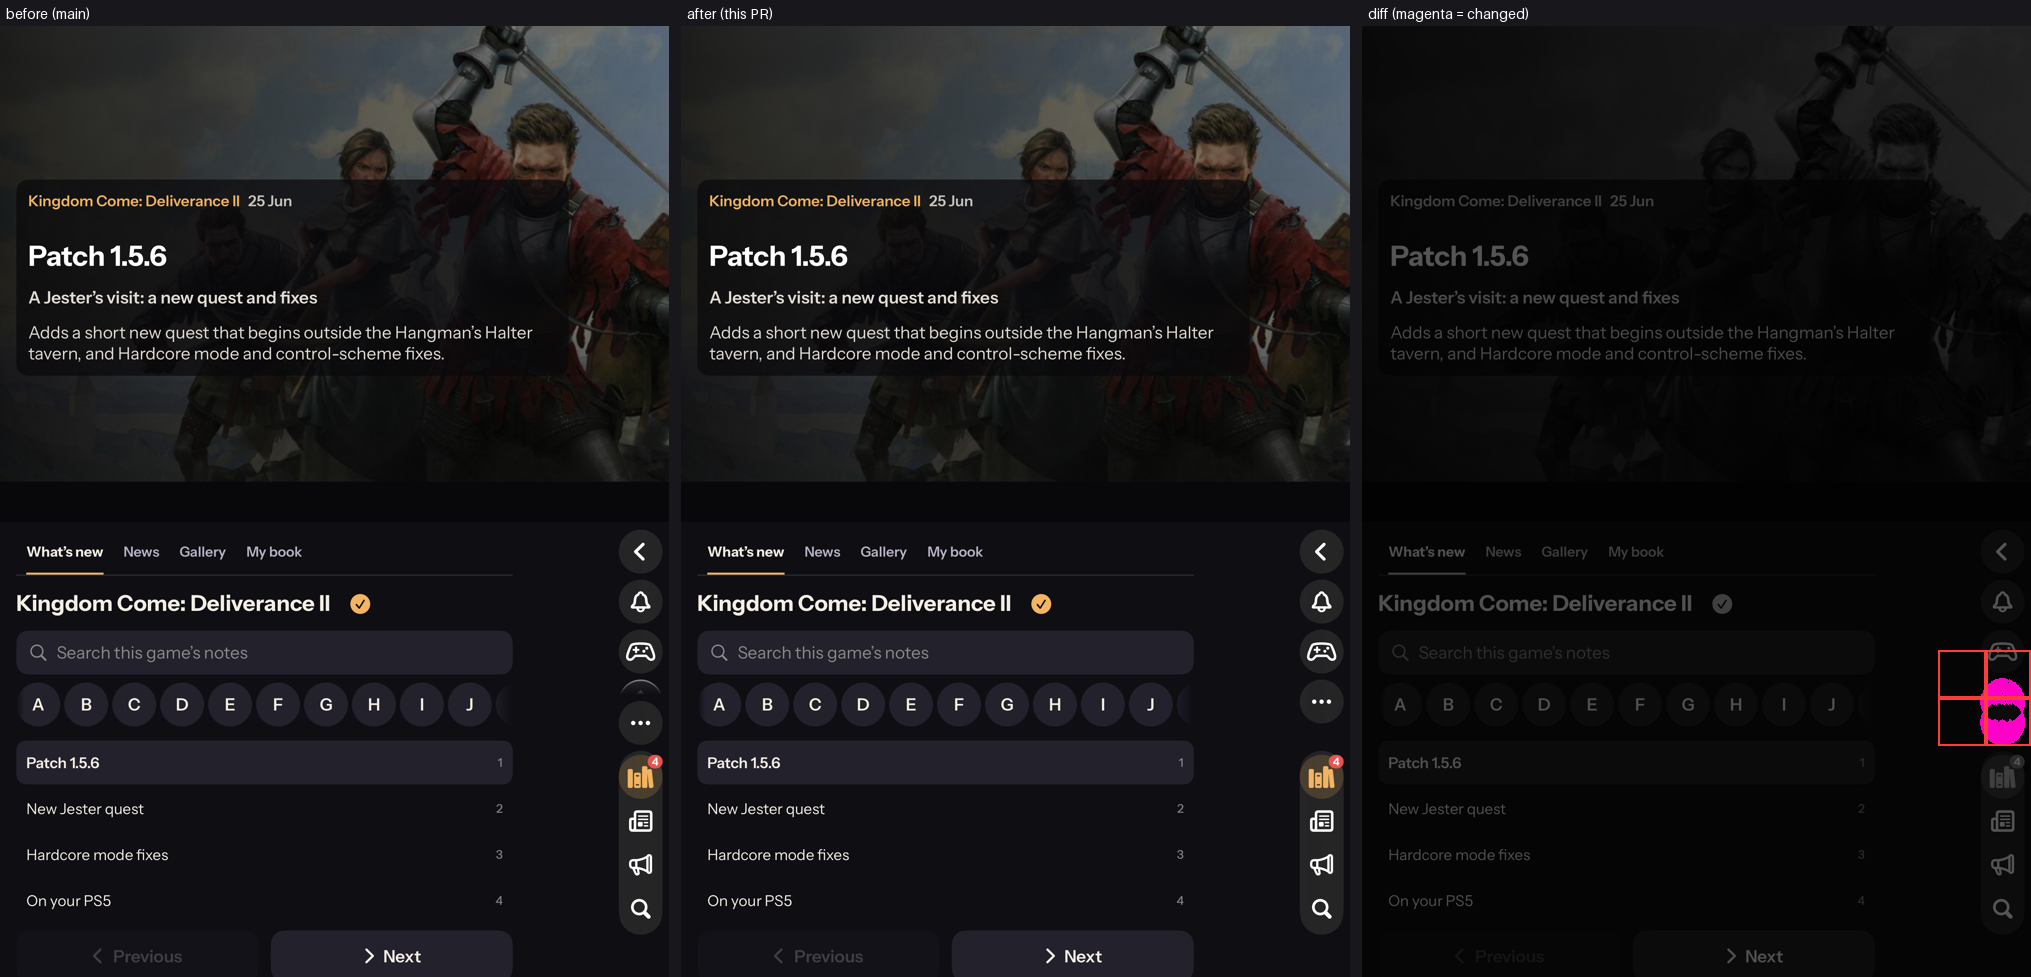 before (main)
Kingdom Come: Deliverance II 25 Jun
Patch 1.5.6
A Jester's visit: a new quest and fixes
Adds a short new quest that begins outside the Hangman's Halter
tavern, and Hardcore mode and control-scheme fixes.
What's new News Gallery My book
Kingdom Come: Deliverance II
Search this game's notes
A B C D E F G H I J
Patch 1.5.6 1
New Jester quest 2
Hardcore mode fixes 3
On your PS5 4
Previous Next
4
after (this PR)
Kingdom Come: Deliverance II 25 Jun
Patch 1.5.6
A Jester's visit: a new quest and fixes
Adds a short new quest that begins outside the Hangman's Halter
tavern, and Hardcore mode and control-scheme fixes.
What's new News Gallery My book
Kingdom Come: Deliverance II
Search this game's notes
A B C D E F G H I J
Patch 1.5.6 1
New Jester quest 2
Hardcore mode fixes 3
On your PS5 4
Previous Next
4
diff (magenta = changed)
Kingdom Come: Deliverance II 25 Jun
Patch 1.5.6
A Jester's visit: a new quest and fixes
Adds a short new quest that begins outside the Hangman's Halter
tavern, and Hardcore mode and control-scheme fixes.
What's new News Gallery My book
Kingdom Come: Deliverance II
Search this game's notes
A B C D E F G H I J
Patch 1.5.6 1
New Jester quest 2
Hardcore mode fixes 3
On your PS5 4
Previous Next
4